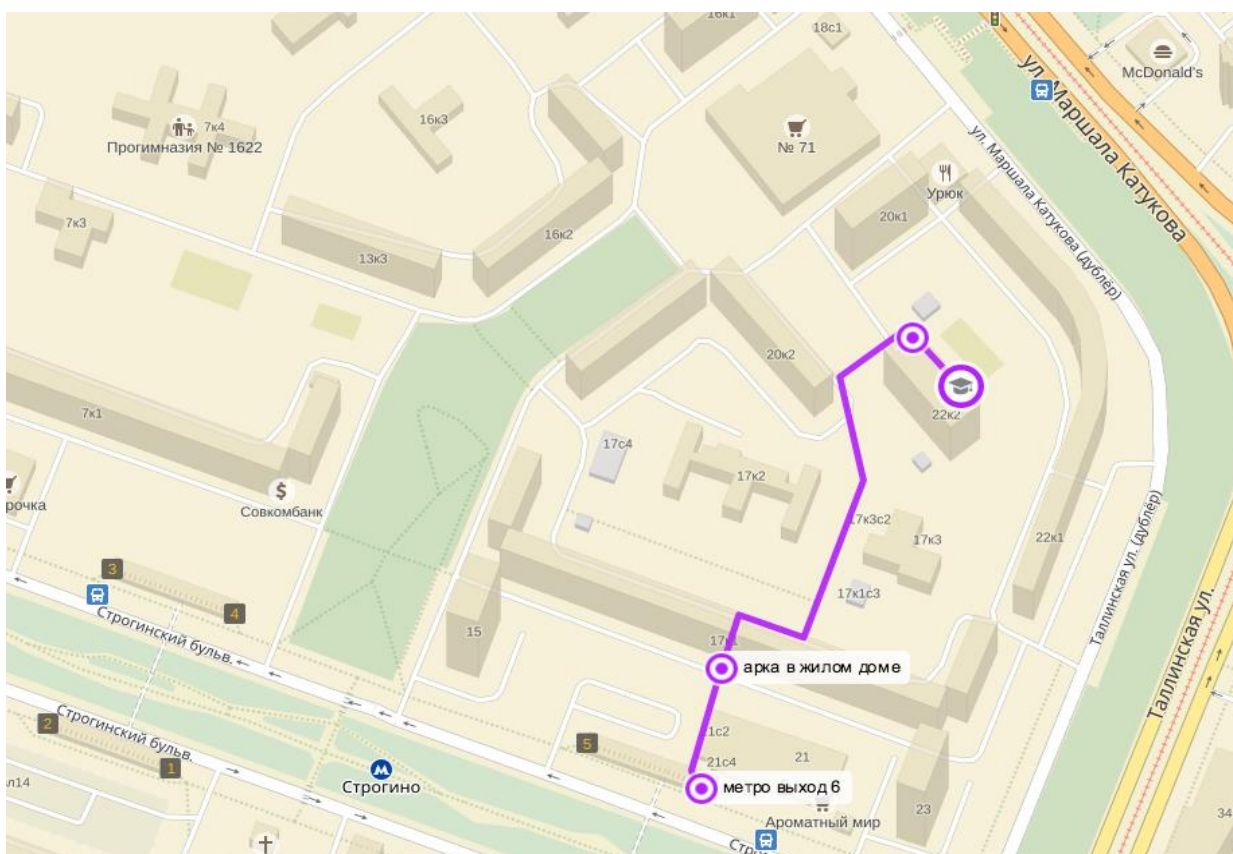 16к1
18с1
McDonald's
ул. Маршала Катукова
7к4
Прогимназия № 1622
16к3
№ 71
ул. Маршала Катукова (дублёр)
Урюк
20к1
7к3
16к2
13к3
20к2
7к1
22к2
17с4
17к2
$
Совкомбанк
рочка
17к3с2
17к3
22к1
Таллинская ул. (дублёр)
3
4
Строгинский бульв.
17к1с3
15
Таллинская ул.
арка в жилом доме
2
1
Строгинский бульв.
5
21с2
21с4
21
М
Строгино
метро выход 6
Ароматный мир
23
34
ал14